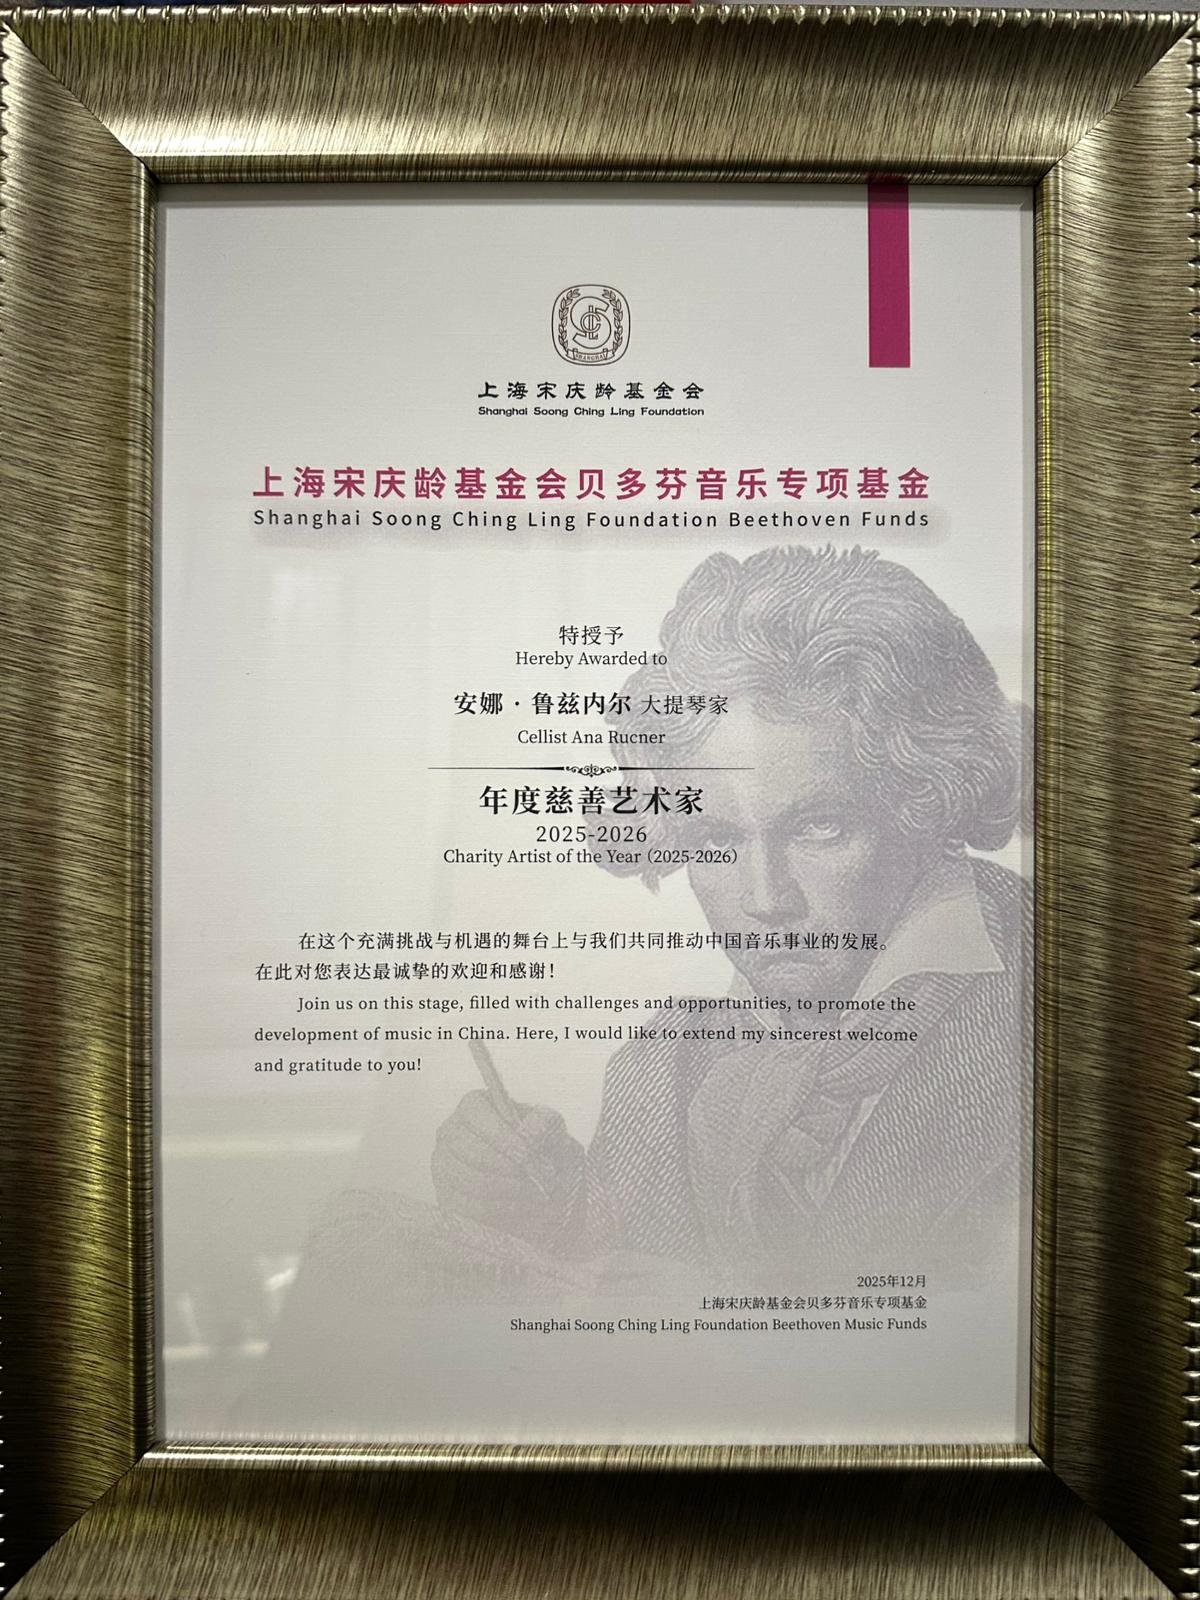 SHANGHAI
上海宋庆龄基金会
Shanghai Soong Ching Ling Foundation
上海宋庆龄基金会贝多芬音乐专项基金
Shanghai Soong Ching Ling Foundation Beethoven Funds
特授予
Hereby Awarded to
安娜·鲁兹内尔 大提琴家
Cellist Ana Rucner
年度慈善艺术家
2025-2026
Charity Artist of the Year (2025-2026)
在这个充满挑战与机遇的舞台上与我们共同推动中国音乐事业的发展。
在此对您表达最诚挚的欢迎和感谢!
Join us on this stage, filled with challenges and opportunities, to promote the
development of music in China. Here, I would like to extend my sincerest welcome
and gratitude to you!
2025年12月
上海宋庆龄基金会贝多芬音乐专项基金
Shanghai Soong Ching Ling Foundation Beethoven Music Funds